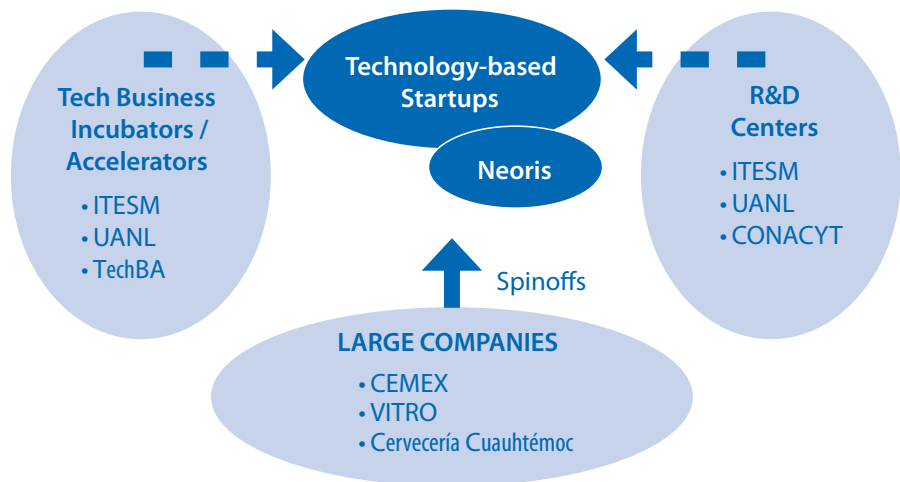 Technology-based
Startups
Neoris
Tech Business
Incubators /
Accelerators
• ITESM
• UANL
• TechBA
R&D
Centers
• ITESM
• UANL
• CONACYT
Spinoffs
LARGE COMPANIES
• CEMEX
• VITRO
• Cervecería Cuauhtémoc